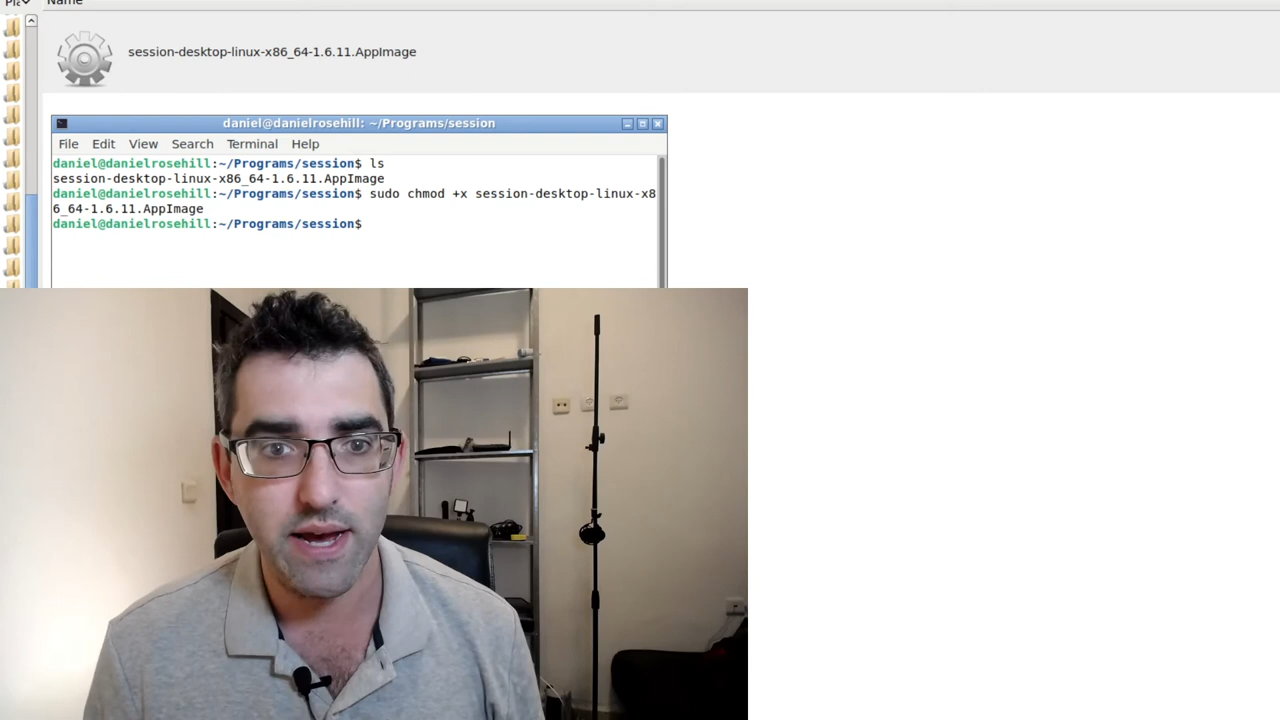 Name
session-desktop-linux-x86_64-1.6.11.AppImage
daniel@danielrosehill: ~/Programs/session
File Edit View Search Terminal Help
daniel@danielrosehill:~/Programs/session$ ls
session-desktop-linux-x86_64-1.6.11.AppImage
daniel@danielrosehill:~/Programs/session$ sudo chmod +x session-desktop-linux-x8
6_64-1.6.11.AppImage
daniel@danielrosehill:~/Programs/session$